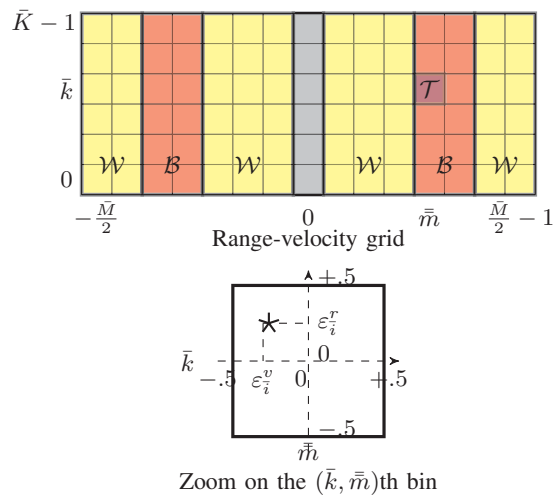 K̄ − 1
k̄
𝒯
𝒲 ℬ 𝒲 𝒲 ℬ 𝒲
0
−M̄/2 0 m̿ M̄/2 − 1
Range-velocity grid
+.5
ε_ī^r
k̄ 0
−.5 ε_ī^v 0 +.5
−.5
m̿
Zoom on the (k̄, m̿)th bin